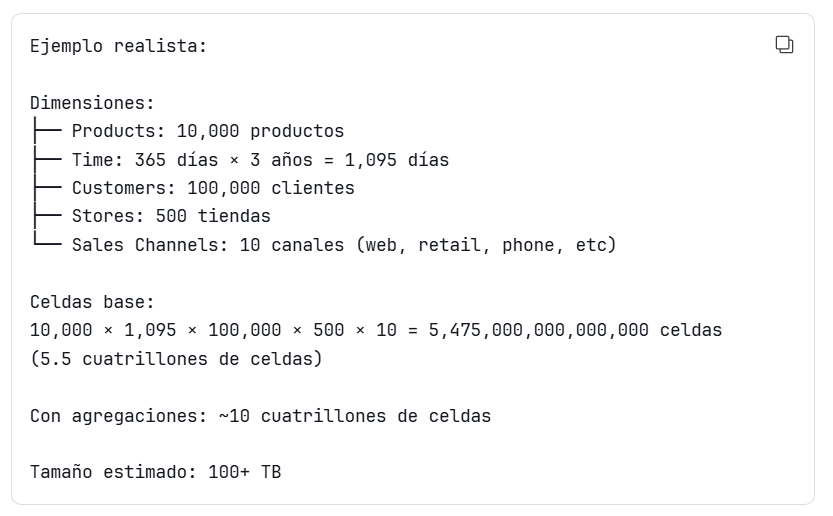 Ejemplo realista:
Dimensiones:
├── Products: 10,000 productos
├── Time: 365 días × 3 años = 1,095 días
├── Customers: 100,000 clientes
├── Stores: 500 tiendas
└── Sales Channels: 10 canales (web, retail, phone, etc)
Celdas base:
10,000 × 1,095 × 100,000 × 500 × 10 = 5,475,000,000,000,000 celdas
(5.5 cuatrillones de celdas)
Con agregaciones: ~10 cuatrillones de celdas
Tamaño estimado: 100+ TB